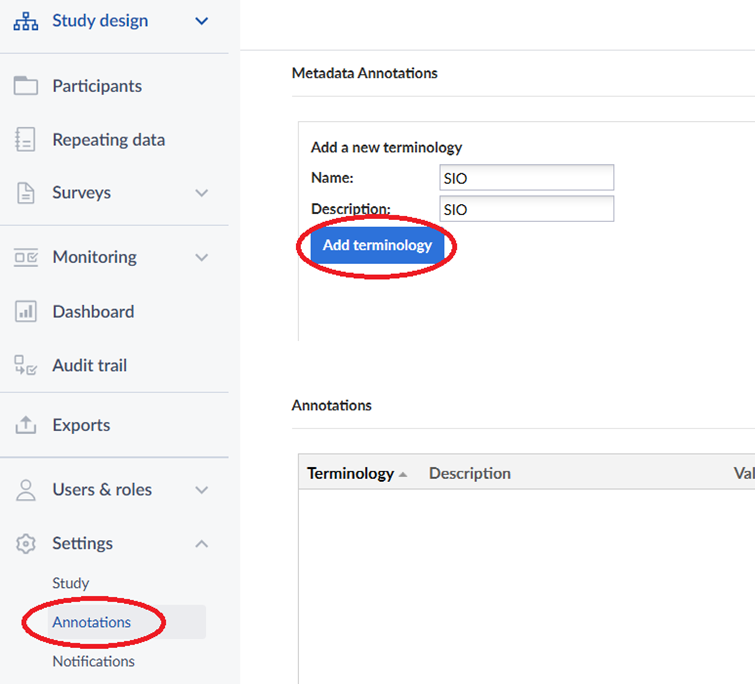 Study design
Participants
Repeating data
Surveys
Monitoring
Dashboard
Audit trail
Exports
Users & roles
Settings
Study
Annotations
Notifications
Metadata Annotations
Add a new terminology
Name: SIO
Description: SIO
Add terminology
Annotations
Terminology Description Val